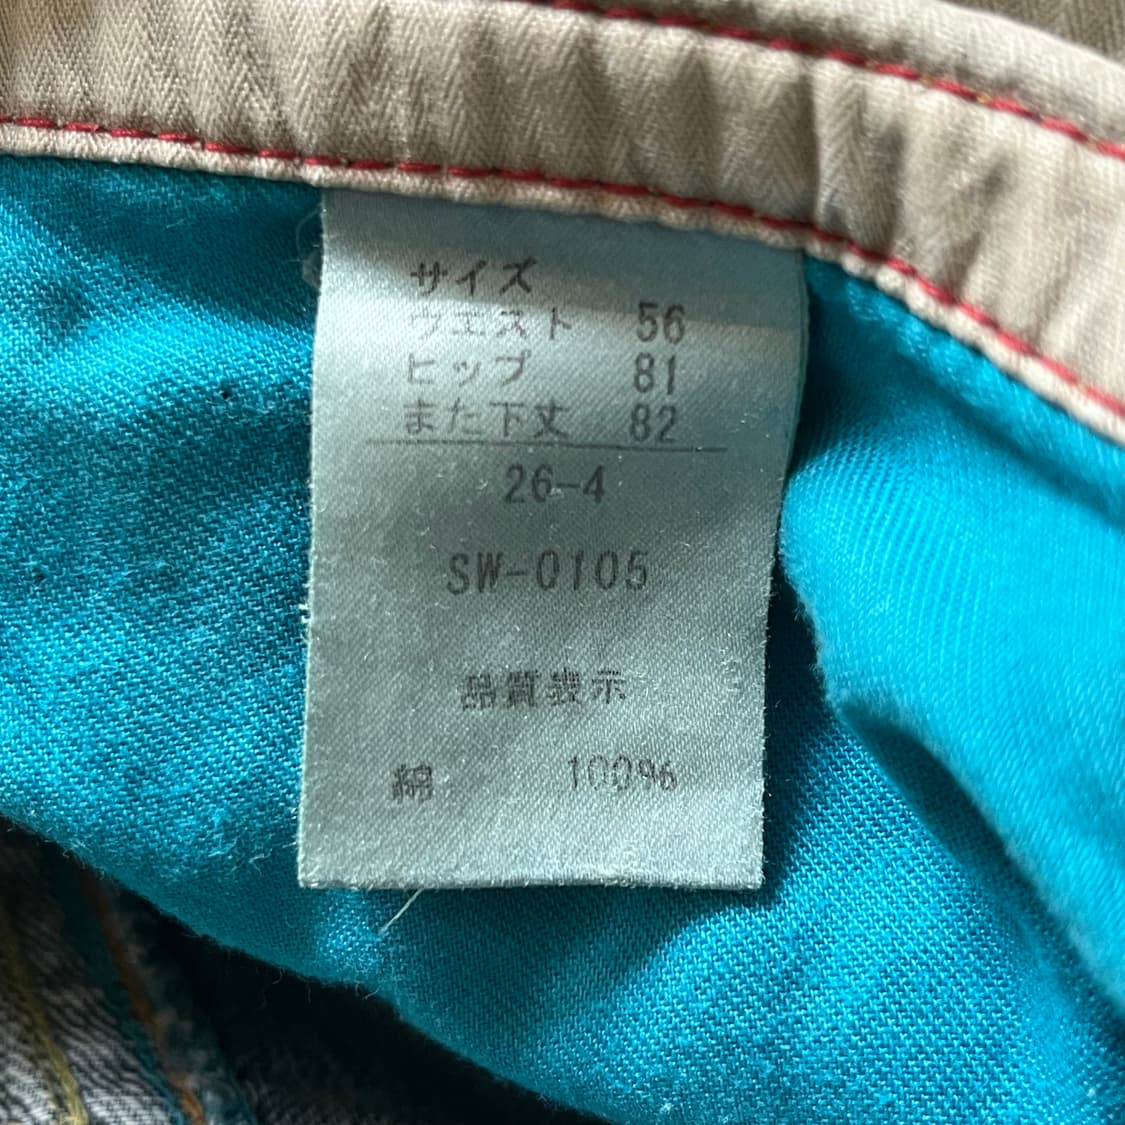 サイズ
ウエスト 56
ヒップ 81
また下丈 82
26-4
SW-0105
品質表示
綿 100%